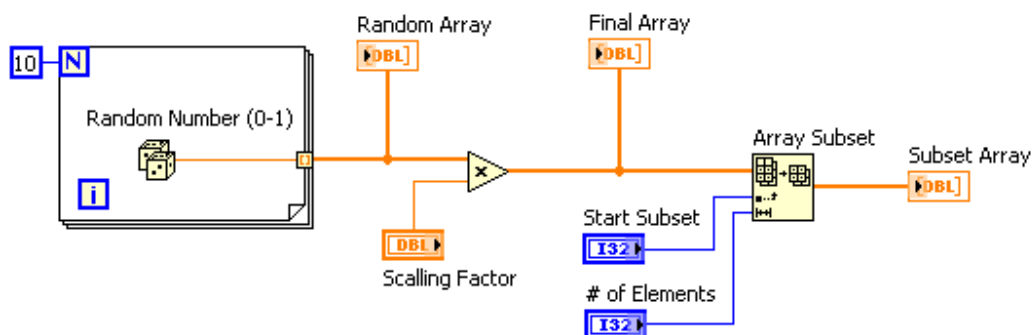 Random Array
DBL]
Final Array
DBL]
10
N
Random Number (0-1)
i
[]
x
DBL
Scalling Factor
Array Subset
Subset Array
DBL]
Start Subset
I32
# of Elements
I32